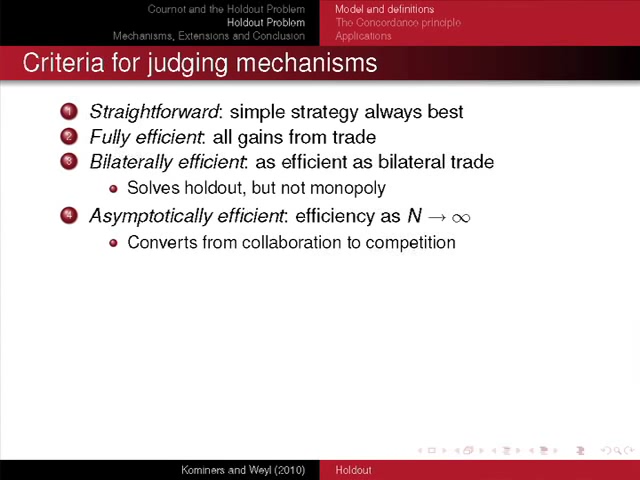 Cournot and the Holdout Problem
Holdout Problem
Mechanisms, Extensions and Conclusion
Model and definitions
The Concordance principle
Applications
Criteria for judging mechanisms
1 Straightforward: simple strategy always best
2 Fully efficient: all gains from trade
3 Bilaterally efficient: as efficient as bilateral trade
Solves holdout, but not monopoly
4 Asymptotically efficient: efficiency as N → ∞
Converts from collaboration to competition
Kominers and Weyl (2010)
Holdout